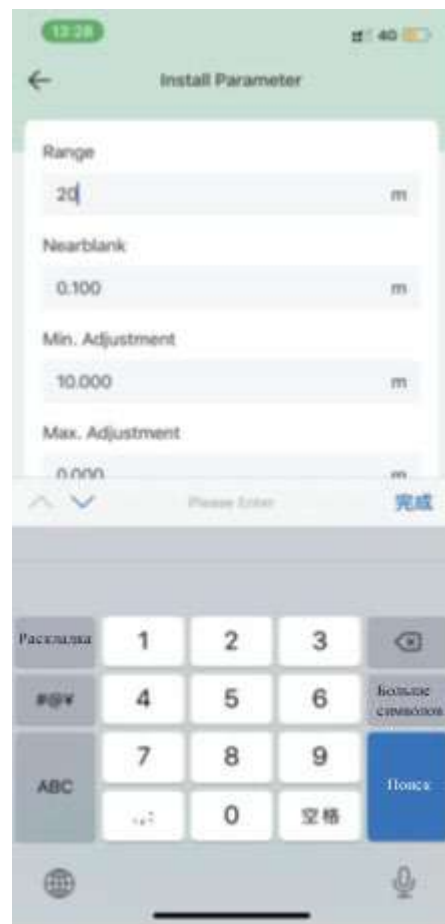 13:28
4G
Install Parameter
Range
20 m
Nearblank
0.100 m
Min. Adjustment
10.000 m
Max. Adjustment
0.000 m
Please Enter 完成
Раскладка 1 2 3
#@¥ 4 5 6 Больше
символов
ABC 7 8 9 Поиск
.,: 0 空格